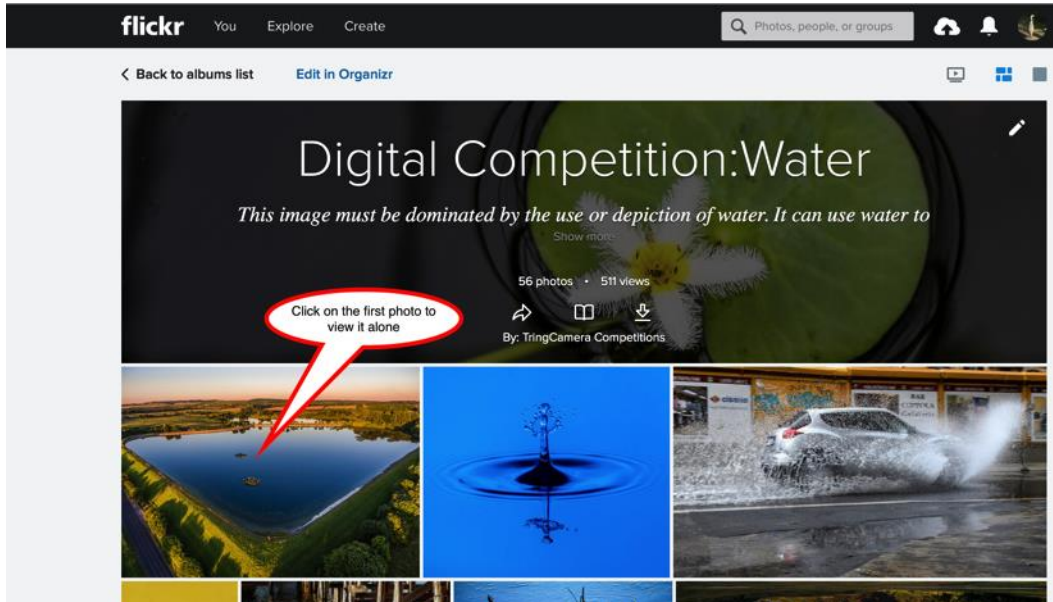 flickr You Explore Create Photos, people, or groups
Back to albums list Edit in Organizr
Digital Competition:Water
This image must be dominated by the use or depiction of water. It can use water to
Show more
56 photos • 511 views
Click on the first photo to
view it alone
By: TringCamera Competitions